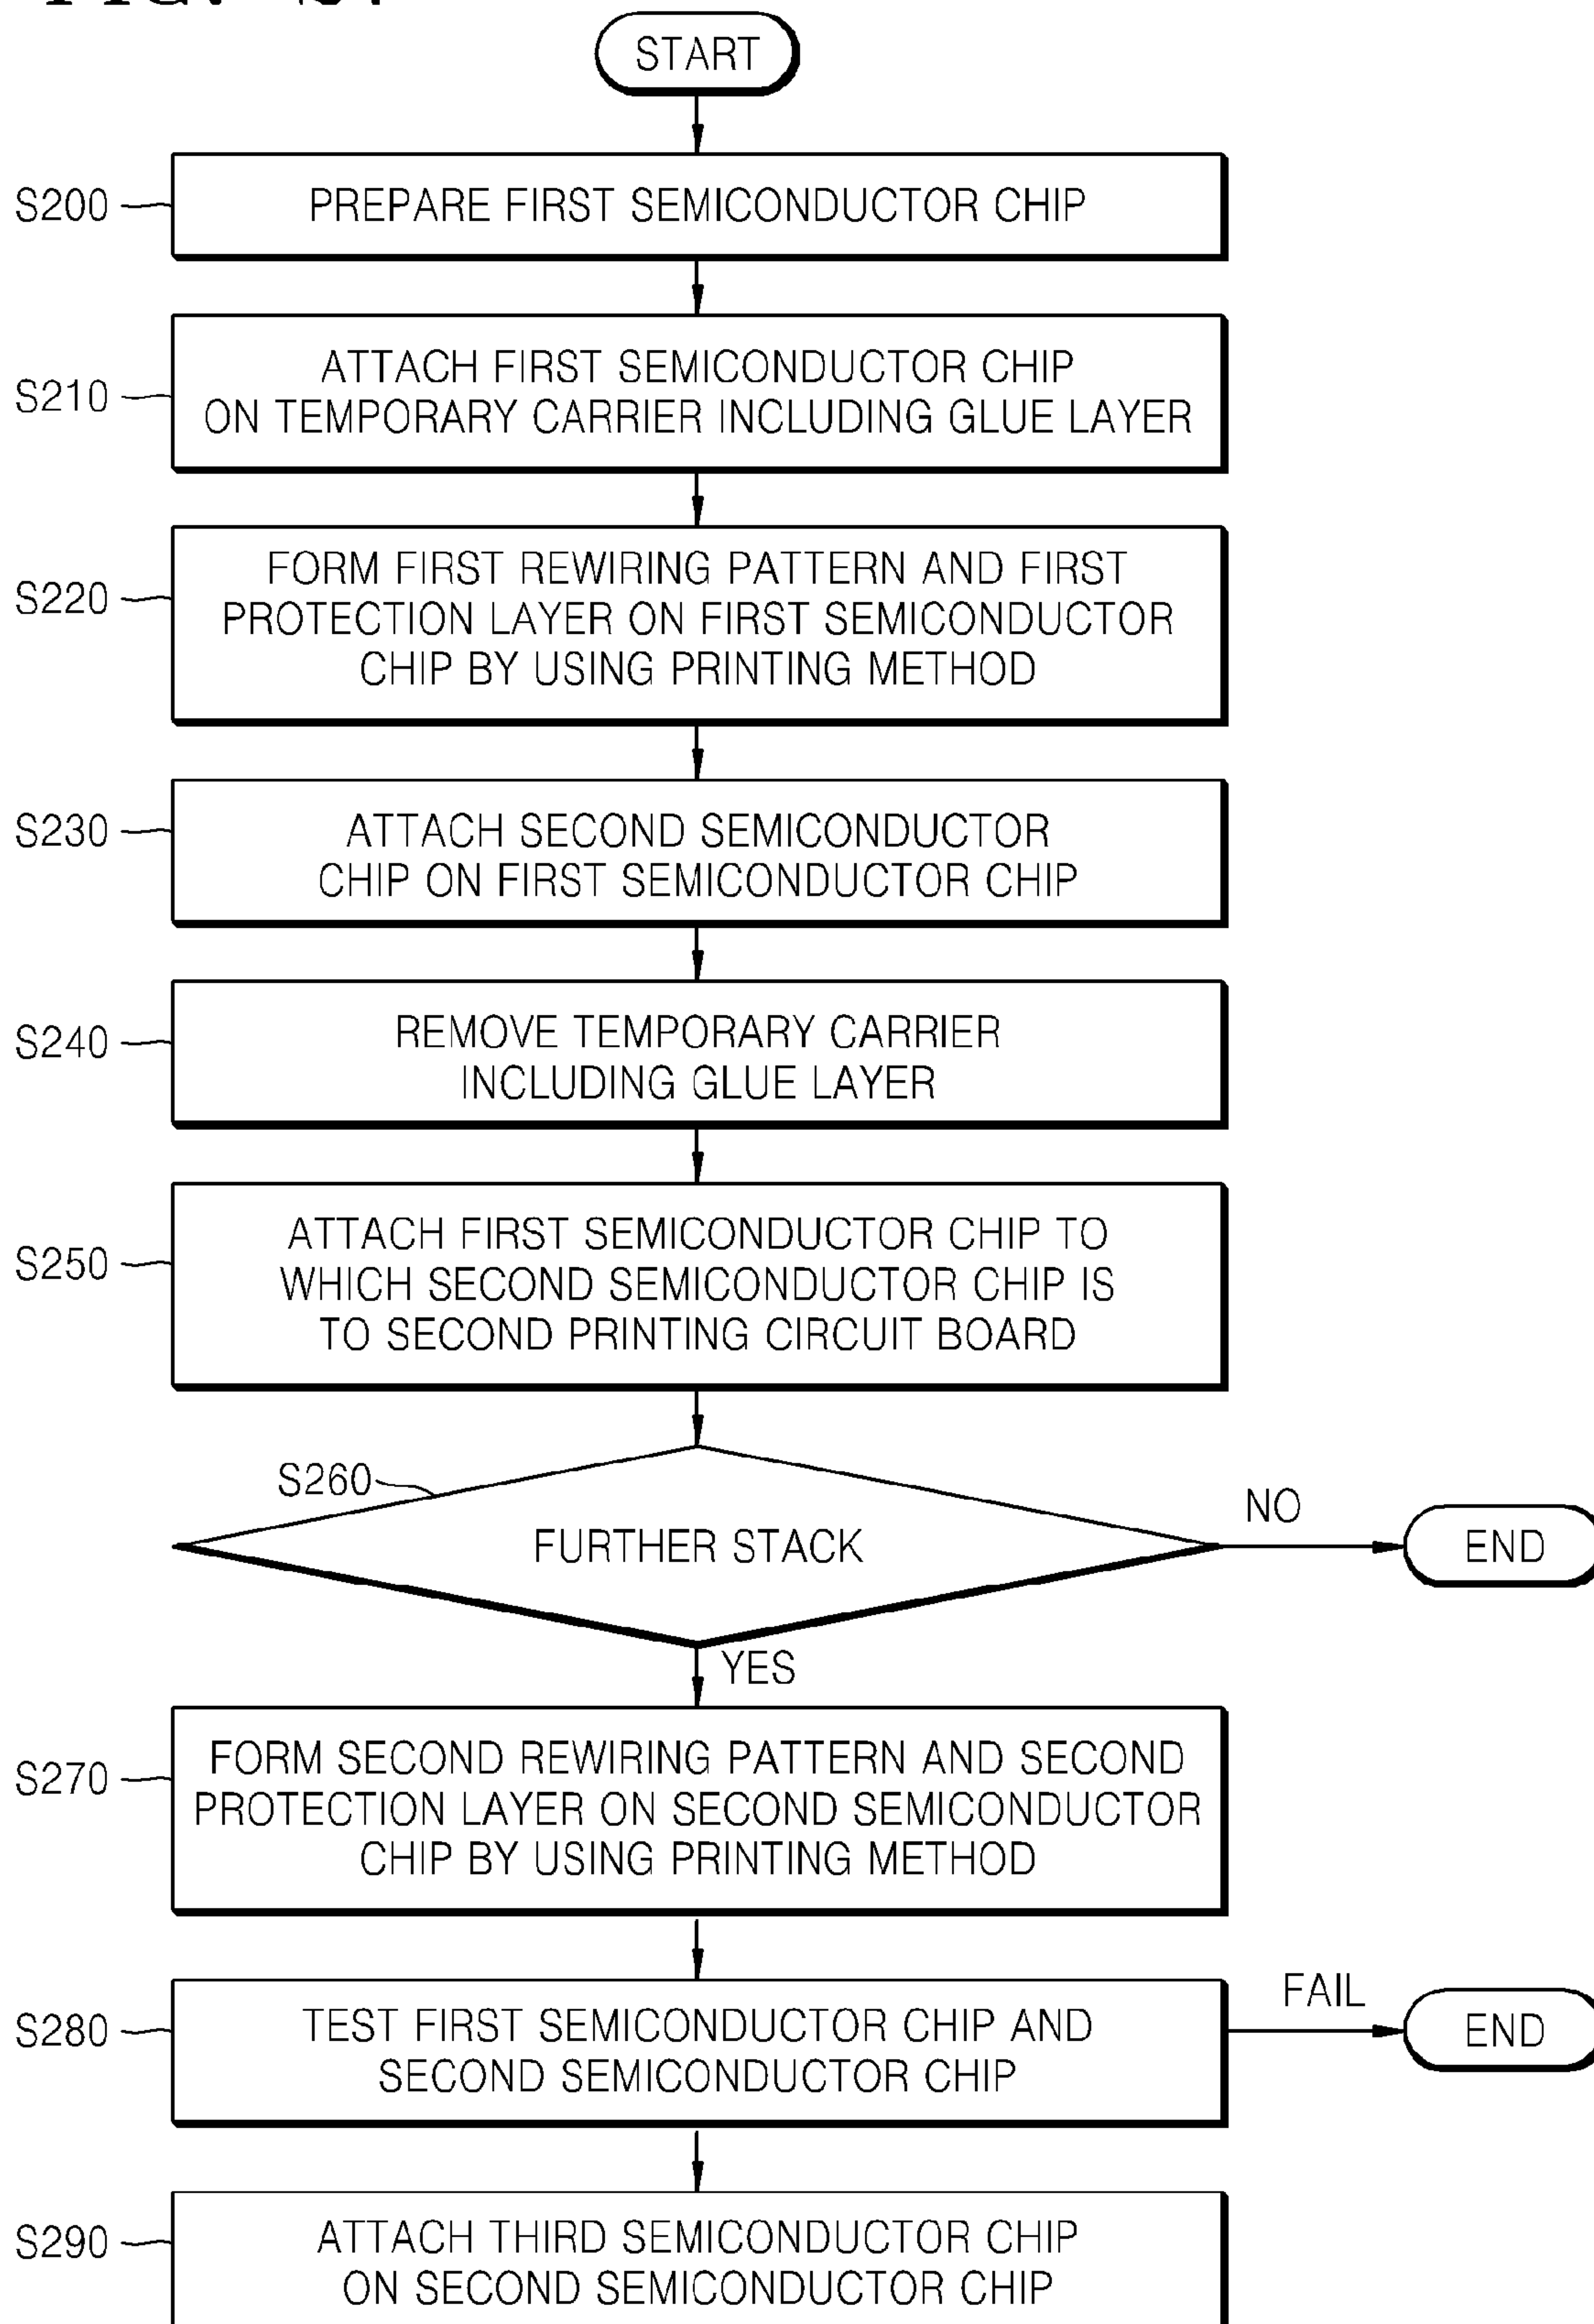 START
S200
PREPARE FIRST SEMICONDUCTOR CHIP
S210
ATTACH FIRST SEMICONDUCTOR CHIP
ON TEMPORARY CARRIER INCLUDING GLUE LAYER
S220
FORM FIRST REWIRING PATTERN AND FIRST
PROTECTION LAYER ON FIRST SEMICONDUCTOR
CHIP BY USING PRINTING METHOD
S230
ATTACH SECOND SEMICONDUCTOR
CHIP ON FIRST SEMICONDUCTOR CHIP
S240
REMOVE TEMPORARY CARRIER
INCLUDING GLUE LAYER
S250
ATTACH FIRST SEMICONDUCTOR CHIP TO
WHICH SECOND SEMICONDUCTOR CHIP IS
TO SECOND PRINTING CIRCUIT BOARD
S260
FURTHER STACK
NO
END
YES
S270
FORM SECOND REWIRING PATTERN AND SECOND
PROTECTION LAYER ON SECOND SEMICONDUCTOR
CHIP BY USING PRINTING METHOD
S280
TEST FIRST SEMICONDUCTOR CHIP AND
SECOND SEMICONDUCTOR CHIP
FAIL
END
S290
ATTACH THIRD SEMICONDUCTOR CHIP
ON SECOND SEMICONDUCTOR CHIP